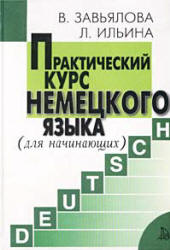 В. ЗАВЬЯЛОВА
Л. ИЛЬИНА
ПРАКТИЧЕСКИЙ
КУРС
НЕМЕЦКОГО
ЯЗЫКА
(для начинающих)
DEUTSCH